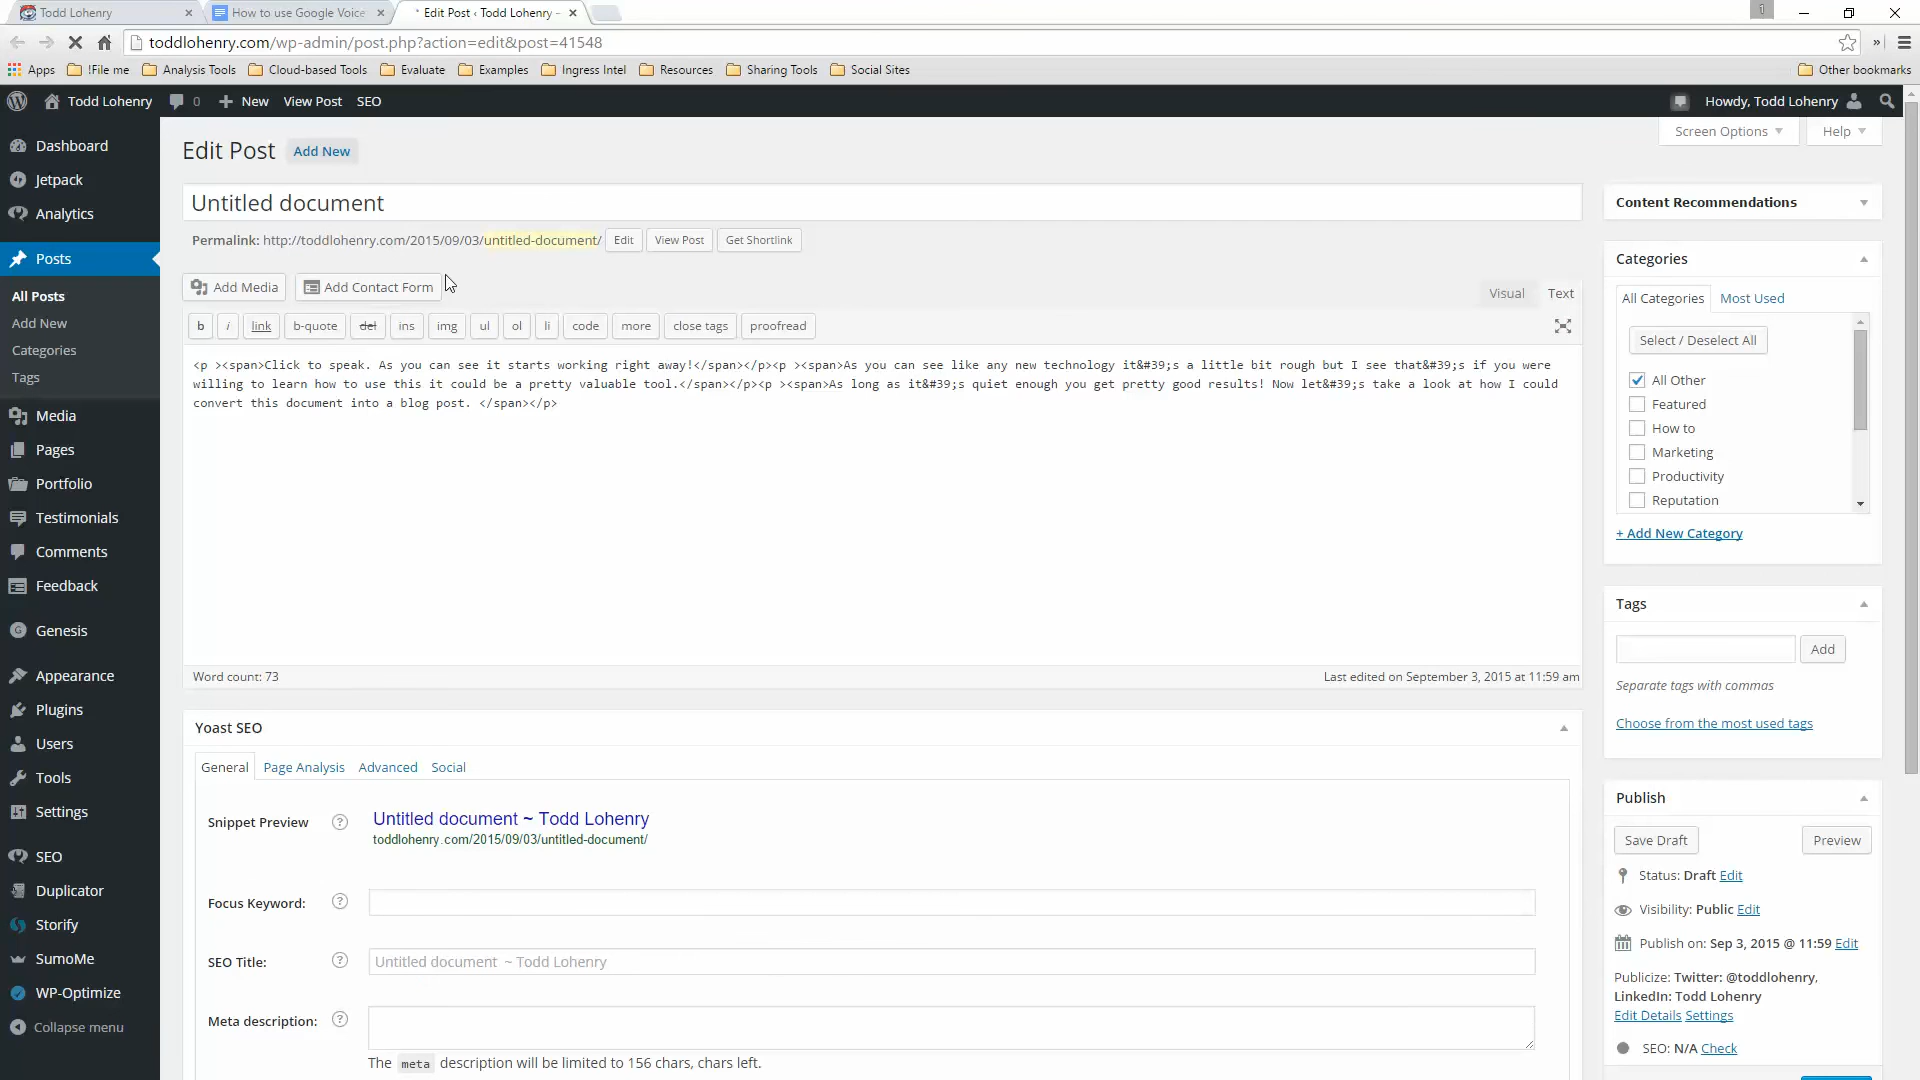 Todd Lohenry
How to use Google Voice
Edit Post ‹ Todd Lohenry -
1
toddlohenry.com/wp-admin/post.php?action=edit&post=41548
»
Apps
!File me
Analysis Tools
Cloud-based Tools
Evaluate
Examples
Ingress Intel
Resources
Sharing Tools
Social Sites
Other bookmarks
Todd Lohenry
0
New
View Post
SEO
Howdy, Todd Lohenry
Screen Options
Help
Dashboard
Jetpack
Analytics
Posts
All Posts
Add New
Categories
Tags
Media
Pages
Portfolio
Testimonials
Comments
Feedback
Genesis
Appearance
Plugins
Users
Tools
Settings
SEO
Duplicator
Storify
SumoMe
WP-Optimize
Collapse menu
Edit Post Add New
Untitled document
Permalink: http://toddlohenry.com/2015/09/03/untitled-document/ Edit View Post Get Shortlink
Add Media Add Contact Form
Visual Text
b i link b-quote del ins img ul ol li code more close tags proofread
<p ><span>Click to speak. As you can see it starts working right away!</span></p><p ><span>As you can see like any new technology it&#39;s a little bit rough but I see that&#39;s if you were
willing to learn how to use this it could be a pretty valuable tool.</span></p><p ><span>As long as it&#39;s quiet enough you get pretty good results! Now let&#39;s take a look at how I could
convert this document into a blog post. </span></p>
Word count: 73
Last edited on September 3, 2015 at 11:59 am
Yoast SEO
General Page Analysis Advanced Social
Snippet Preview ? Untitled document ~ Todd Lohenry
toddlohenry.com/2015/09/03/untitled-document/
Focus Keyword: ?
SEO Title: ? Untitled document ~ Todd Lohenry
Meta description: ?
The meta description will be limited to 156 chars, chars left.
Content Recommendations
Categories
All Categories Most Used
Select / Deselect All
All Other
Featured
How to
Marketing
Productivity
Reputation
+ Add New Category
Tags
Add
Separate tags with commas
Choose from the most used tags
Publish
Save Draft Preview
Status: Draft Edit
Visibility: Public Edit
Publish on: Sep 3, 2015 @ 11:59 Edit
Publicize: Twitter: @toddlohenry,
LinkedIn: Todd Lohenry
Edit Details Settings
SEO: N/A Check